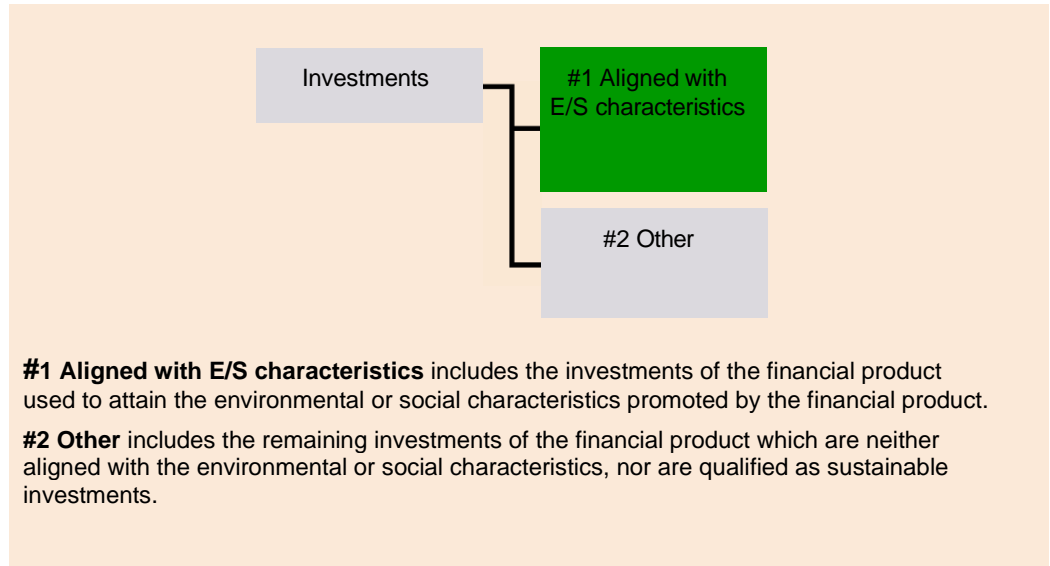 Investments
#1 Aligned with
E/S characteristics
#2 Other
#1 Aligned with E/S characteristics includes the investments of the financial product
used to attain the environmental or social characteristics promoted by the financial product.
#2 Other includes the remaining investments of the financial product which are neither
aligned with the environmental or social characteristics, nor are qualified as sustainable
investments.